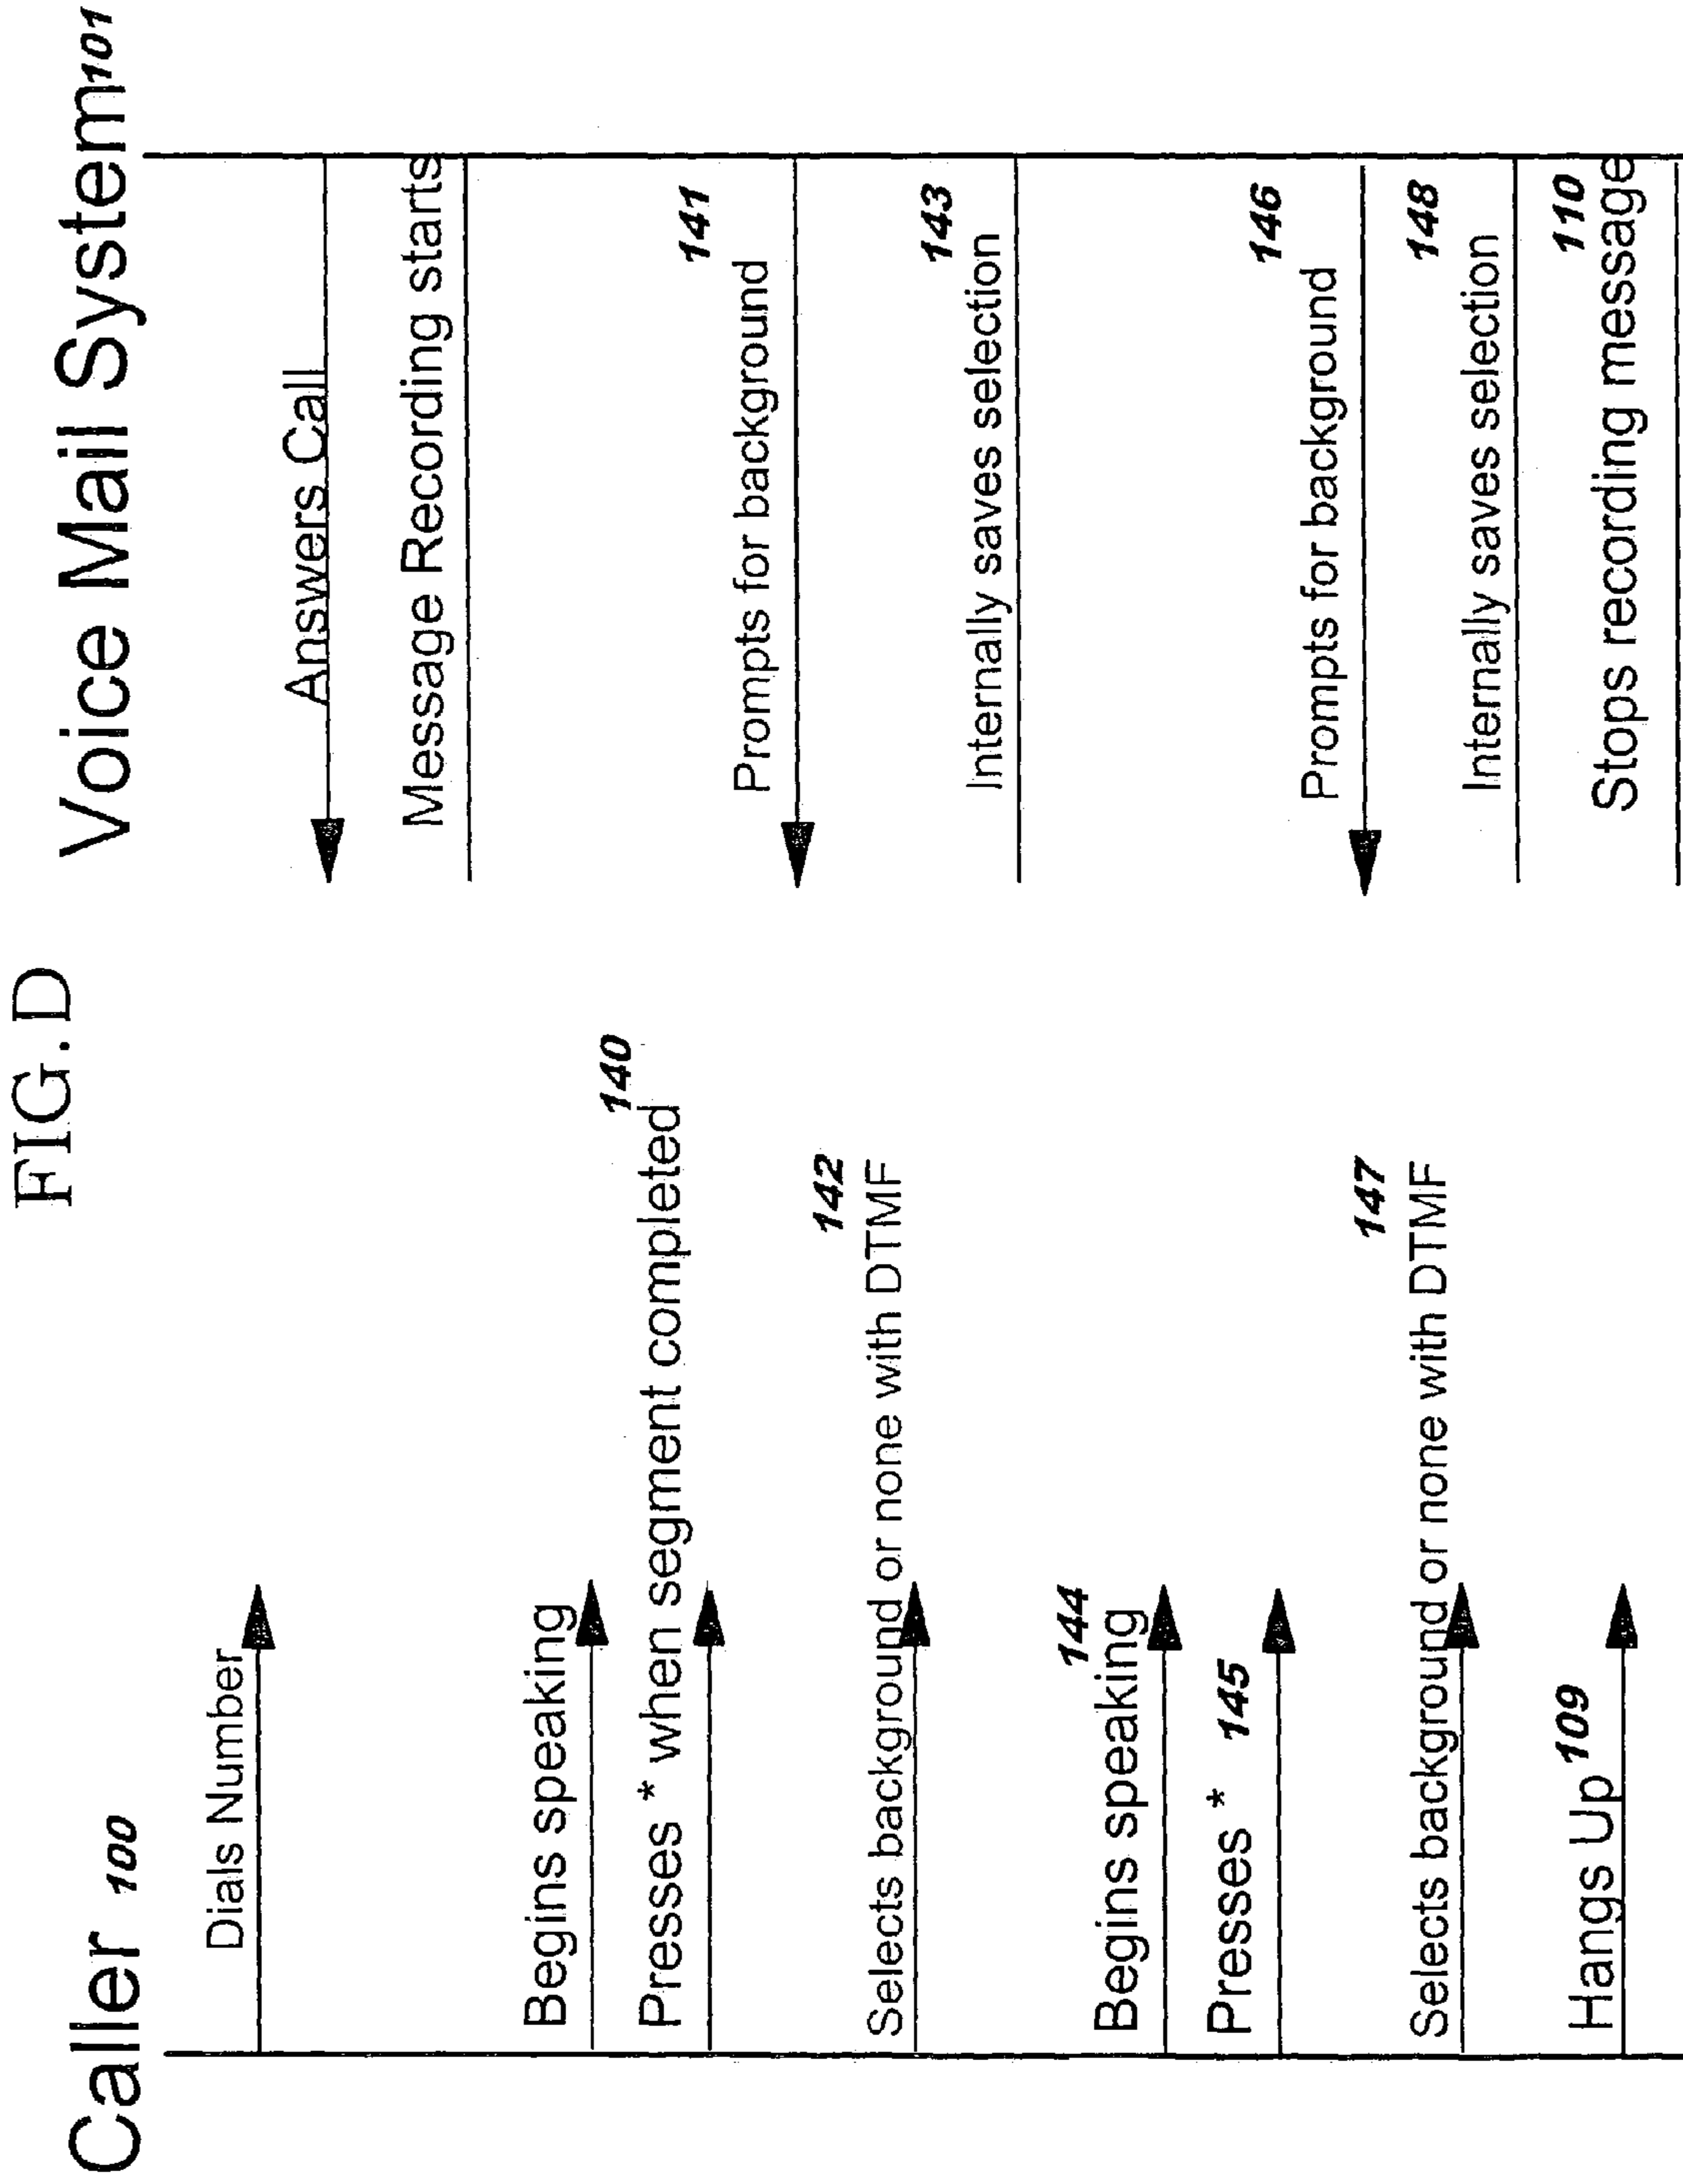 FIG. D
Caller 100
Voice Mail System 101
Dials Number
Answers Call
Message Recording starts
Begins speaking
140
Presses * when segment completed
141
Prompts for background
142
Selects background or none with DTMF
143
Internally saves selection
144
Begins speaking
Presses * 145
146
Prompts for background
147
Selects background or none with DTMF
148
Internally saves selection
Hangs Up 109
110
Stops recording message